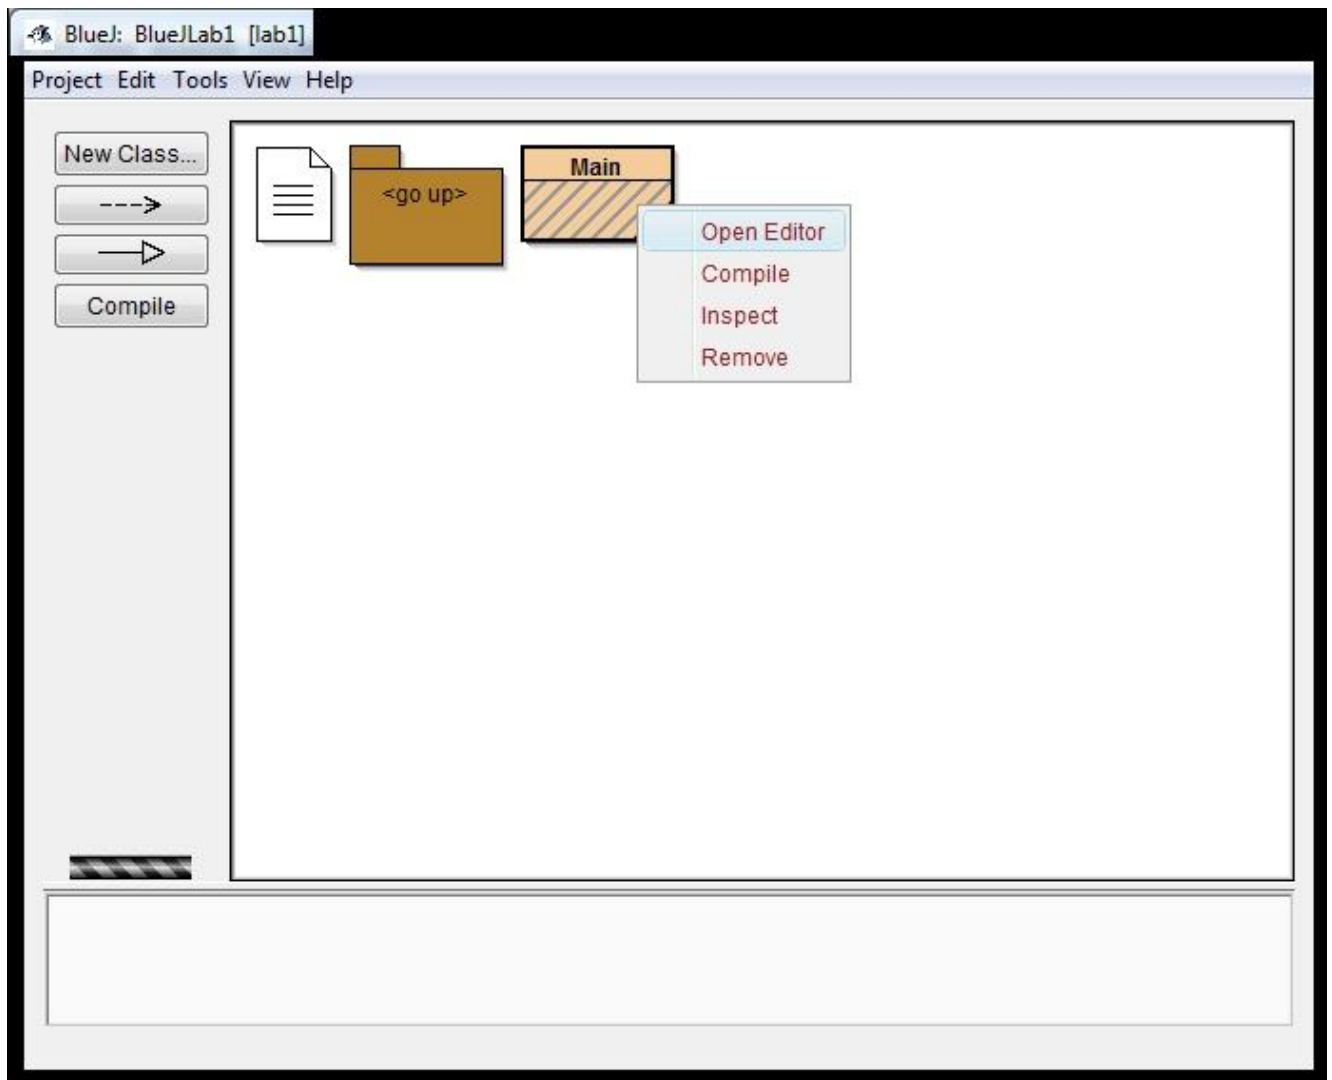 BlueJ: BlueJLab1 [lab1]
Project Edit Tools View Help
New Class...
Compile
<go up>
Main
Open Editor
Compile
Inspect
Remove